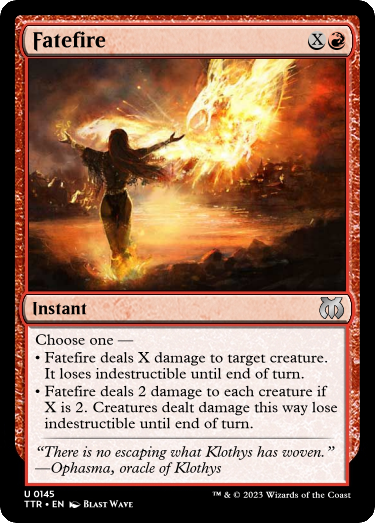 Fatefire X
Instant
Choose one —
• Fatefire deals X damage to target creature.
It loses indestructible until end of turn.
• Fatefire deals 2 damage to each creature if
X is 2. Creatures dealt damage this way lose
indestructible until end of turn.
“There is no escaping what Klothys has woven.”
—Ophasma, oracle of Klothys
U 0145
TTR • EN Blast Wave ™ & © 2023 Wizards of the Coast